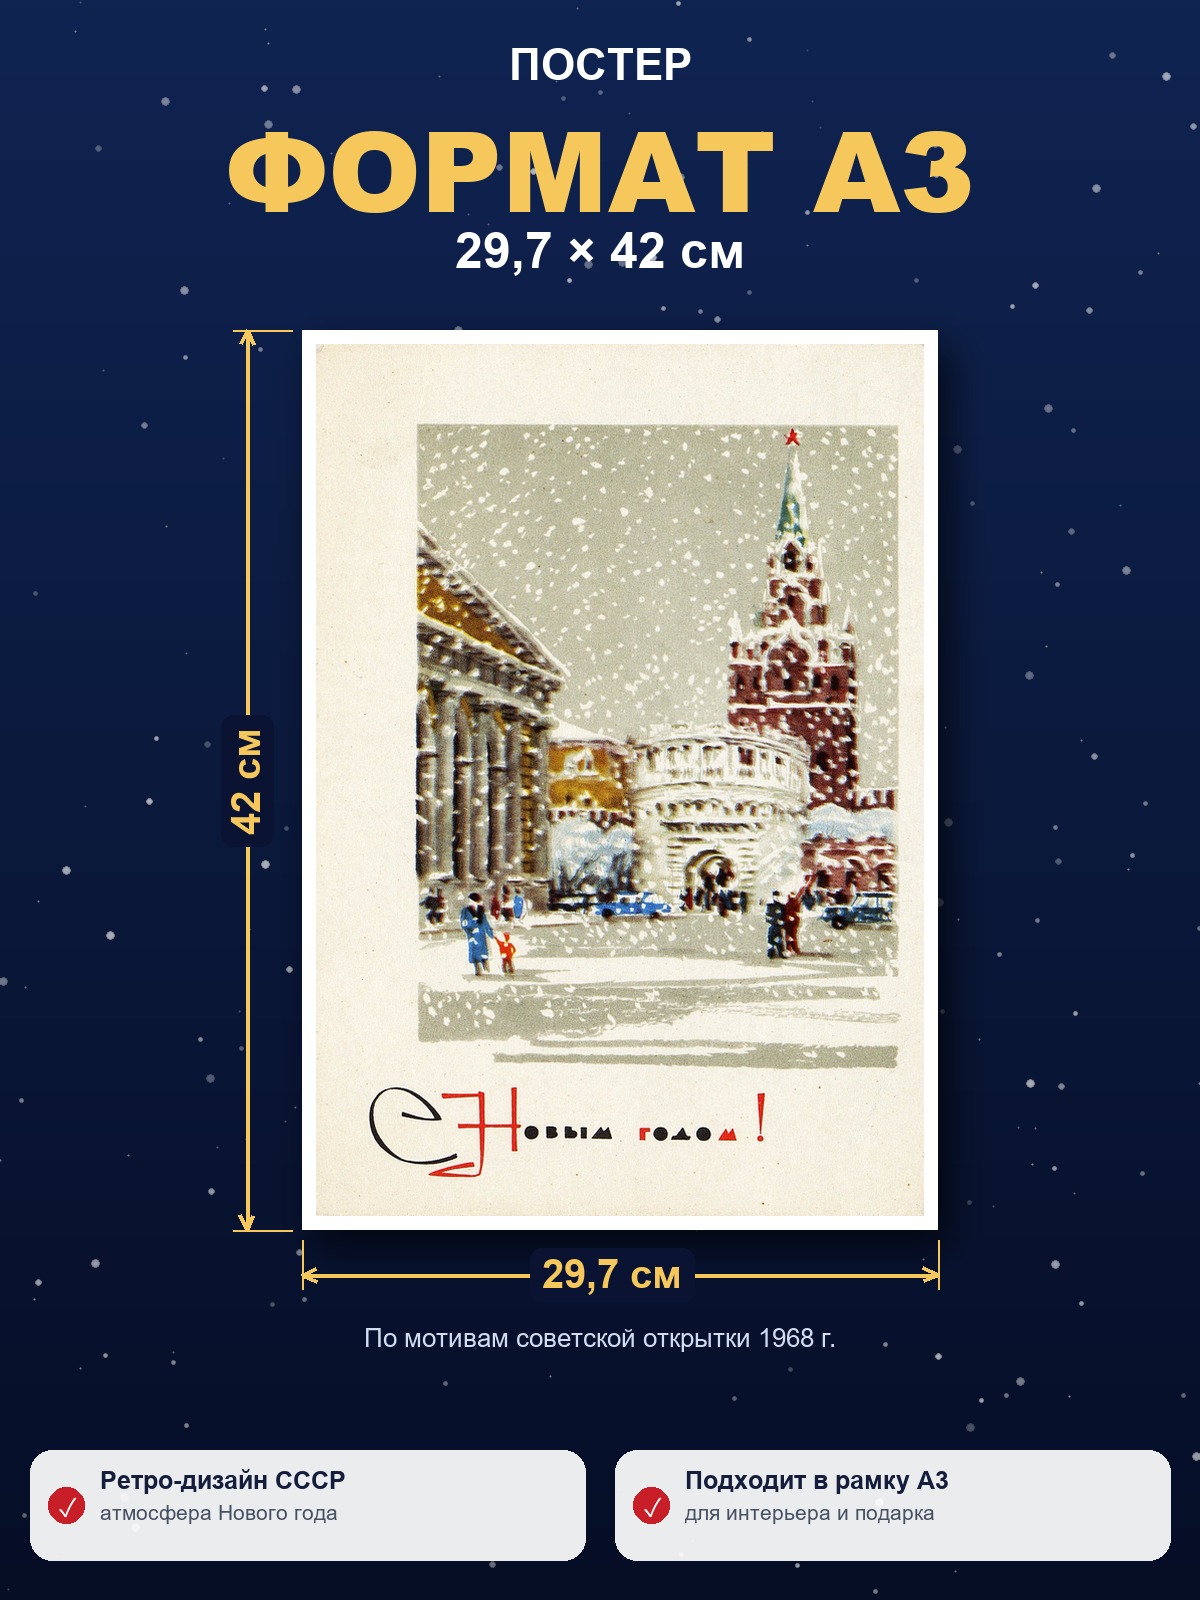 ПОСТЕР
ФОРМАТ А3
29,7 × 42 см
42 см
С Новым годом!
29,7 см
По мотивам советской открытки 1968 г.
Ретро-дизайн СССР
атмосфера Нового года
Подходит в рамку А3
для интерьера и подарка